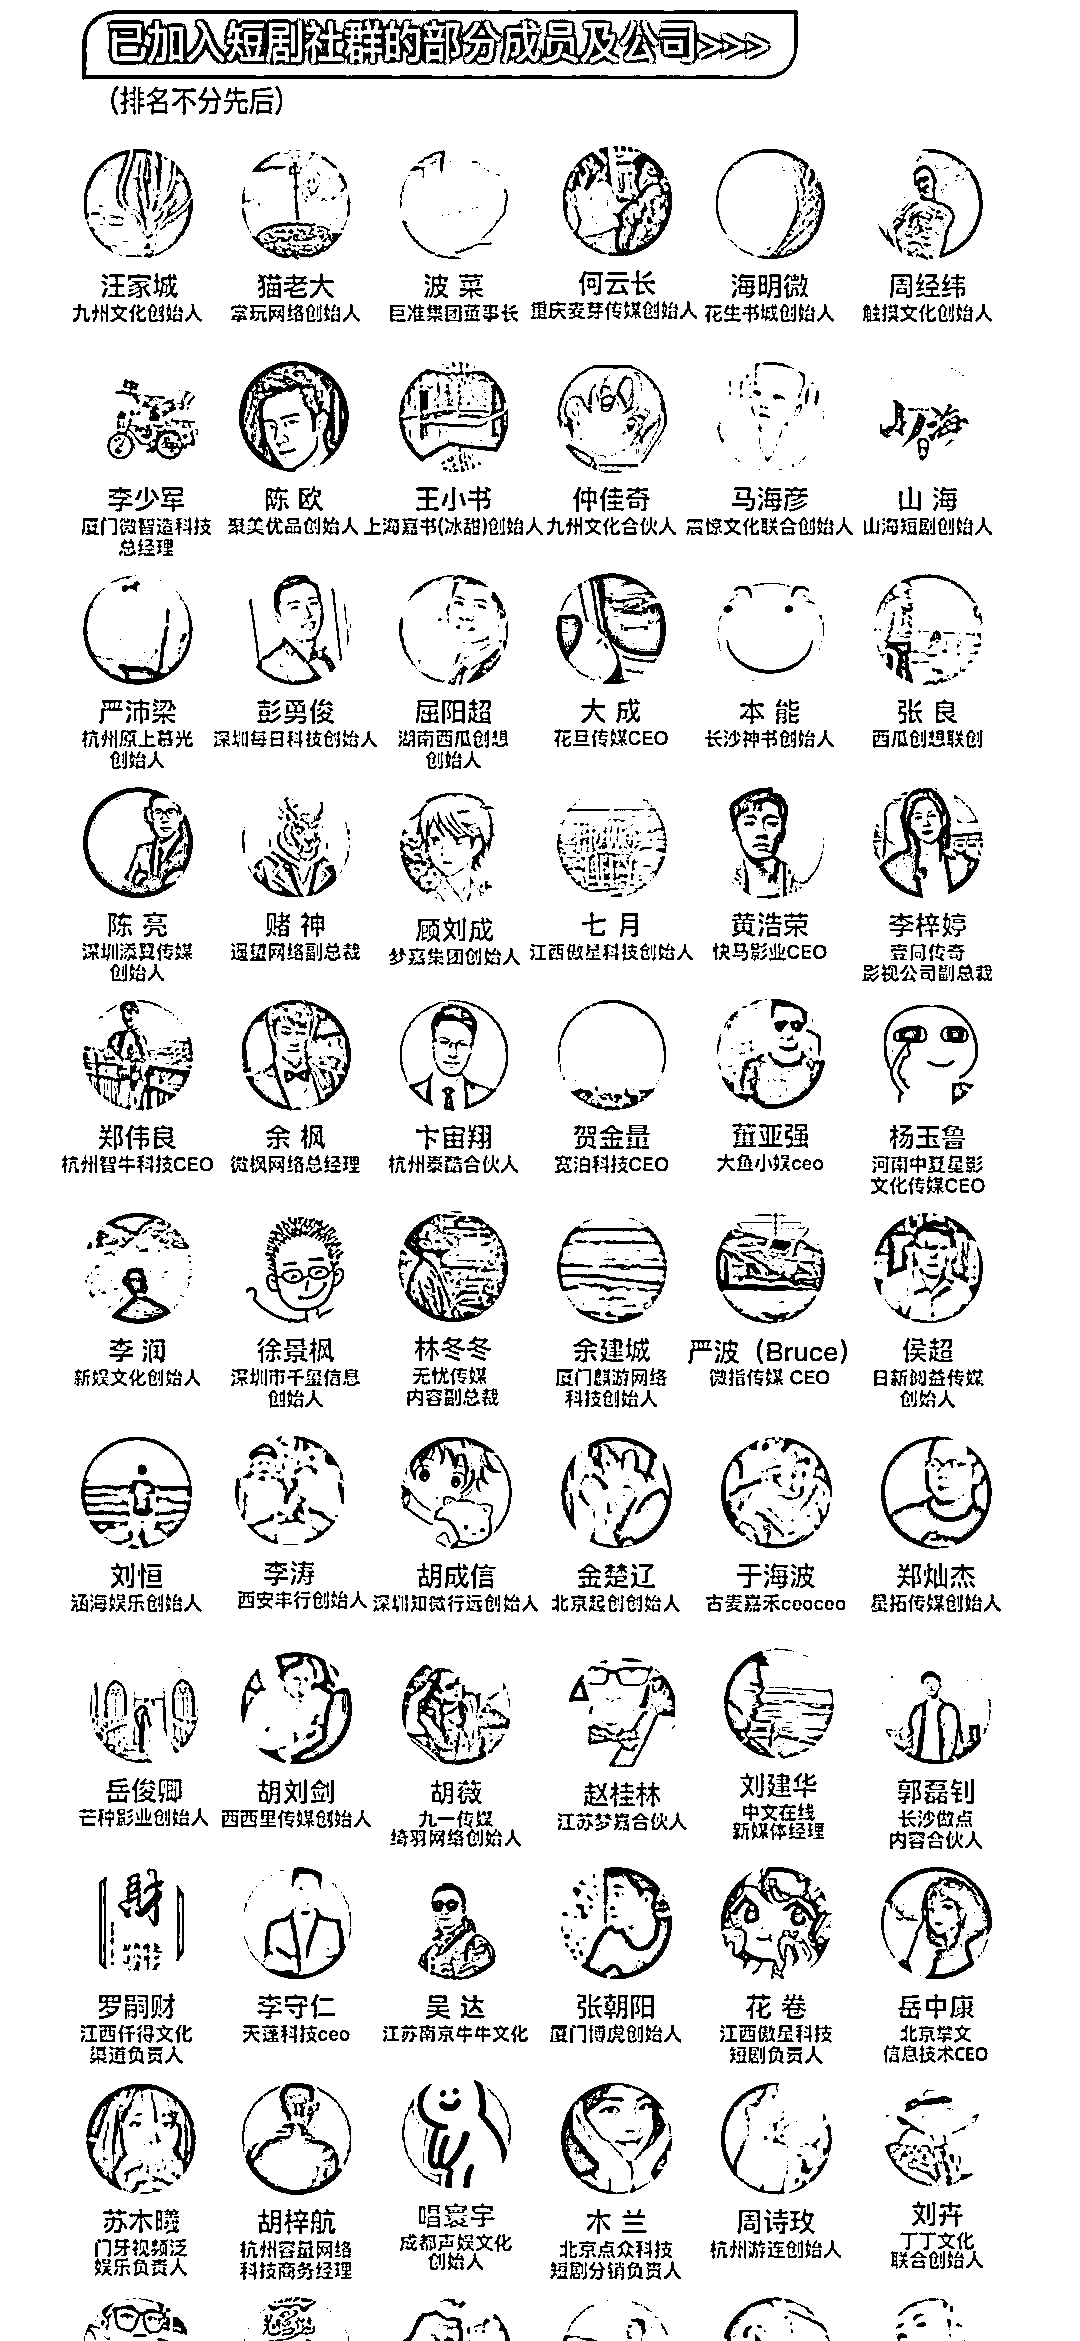 已加入短剧社群的部分成员及公司>>>
(排名不分先后)
汪家城 猫老大 波 菜 何云长 海明微 周经纬
九州文化创始人 掌玩网络创始人 巨准集团董事长 重庆麦芽传媒创始人 花生书城创始人 触摸文化创始人
李少军 陈 欧 王小书 仲佳奇 马海彦 山 海
厦门微智造科技 聚美优品创始人 上海嘉书(冰甜)创始人 九州文化合伙人 震惊文化联合创始人 山海短剧创始人
总经理
严沛梁 彭勇俊 屈阳超 大 成 本 能 张 良
杭州原上慕光 深圳每日科技创始人 湖南西瓜创想 花旦传媒CEO 长沙神书创始人 西瓜创想联创
创始人 创始人
陈 亮 赌 神 顾刘成 七 月 黄浩荣 李梓婷
深圳添翼传媒 遥望网络副总裁 梦嘉集团创始人 江西傲星科技创始人 快马影业CEO 壹同传奇
创始人 影视公司副总裁
郑伟良 余 枫 卞宙翔 贺金量 董亚强 杨玉鲁
杭州智牛科技CEO 微枫网络总经理 杭州泰酷合伙人 宽泊科技CEO 大鱼小娱ceo 河南中夏星影
文化传媒CEO
李 润 徐景枫 林冬冬 余建城 严波（Bruce） 侯超
新娱文化创始人 深圳市千玺信息 无忧传媒 厦门麒游网络 微指传媒 CEO 日新阅益传媒
创始人 内容副总裁 科技创始人 创始人
刘恒 李涛 胡成信 金楚辽 于海波 郑灿杰
涵海娱乐创始人 西安丰行创始人 深圳知微行远创始人 北京起创创始人 古麦嘉禾ceoceo 星拓传媒创始人
岳俊卿 胡刘剑 胡薇 赵桂林 刘建华 郭磊钊
芒种影业创始人 西西里传媒创始人 九一传媒 江苏梦嘉合伙人 中文在线 长沙做点
绮羽网络创始人 新媒体经理 内容合伙人
罗嗣财 李守仁 吴 达 张朝阳 花 卷 岳中康
江西仟得文化 天蓬科技ceo 江苏南京牛牛文化 厦门博虎创始人 江西傲星科技 北京掌文
渠道负责人 短剧负责人 信息技术CEO
苏木曦 胡梓航 唱寰宇 木 兰 周诗玫 刘卉
门牙视频泛 杭州容量网络 成都声娱文化 北京点众科技 杭州游连创始人 丁丁文化
娱乐负责人 科技商务经理 创始人 短剧分销负责人 联合创始人